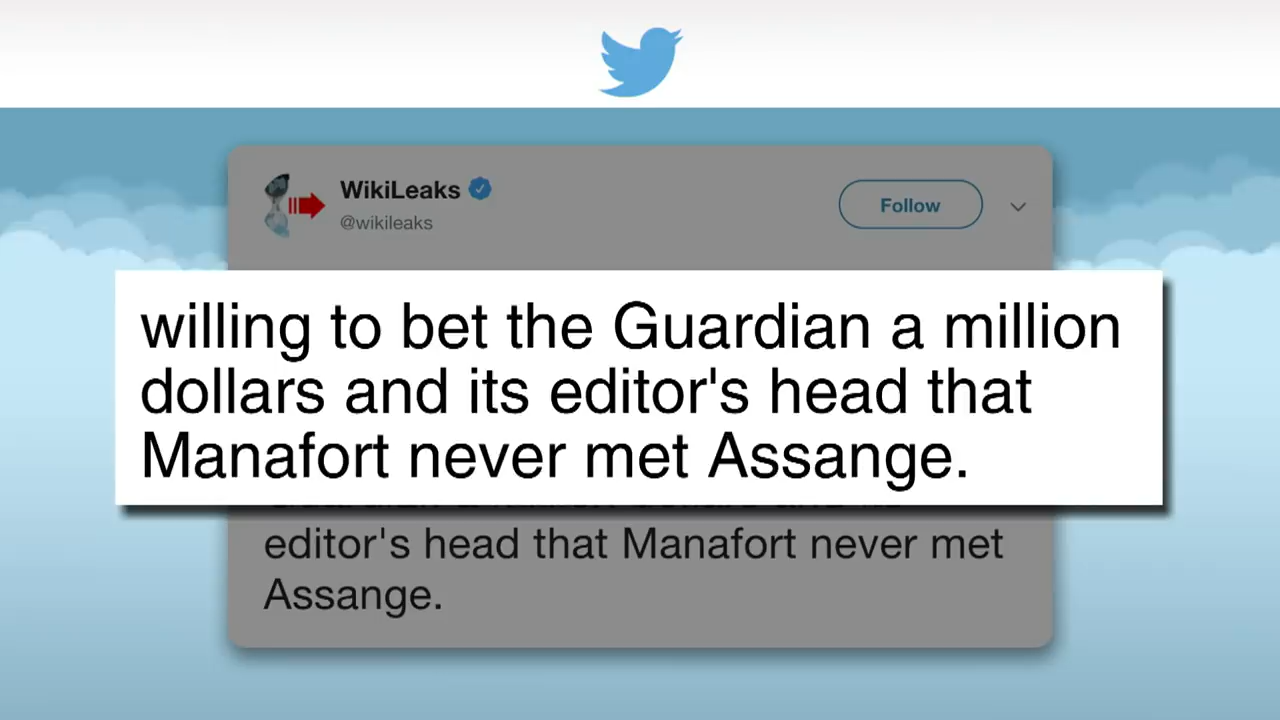 WikiLeaks
@wikileaks
Follow
willing to bet the Guardian a million
dollars and its editor's head that
Manafort never met Assange.
editor's head that Manafort never met
Assange.